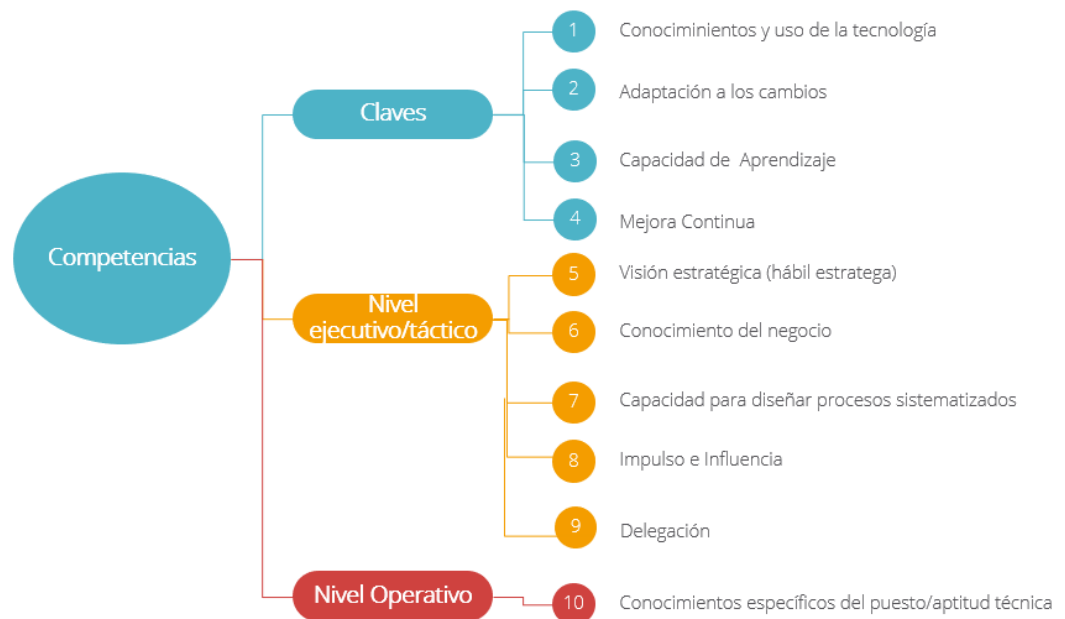 Competencias
Claves
1
Conociminientos y uso de la tecnología
2
Adaptación a los cambios
3
Capacidad de Aprendizaje
4
Mejora Continua
Nivel
ejecutivo/táctico
5
Visión estratégica (hábil estratega)
6
Conocimiento del negocio
7
Capacidad para diseñar procesos sistematizados
8
Impulso e Influencia
9
Delegación
Nivel Operativo
10
Conocimientos específicos del puesto/aptitud técnica